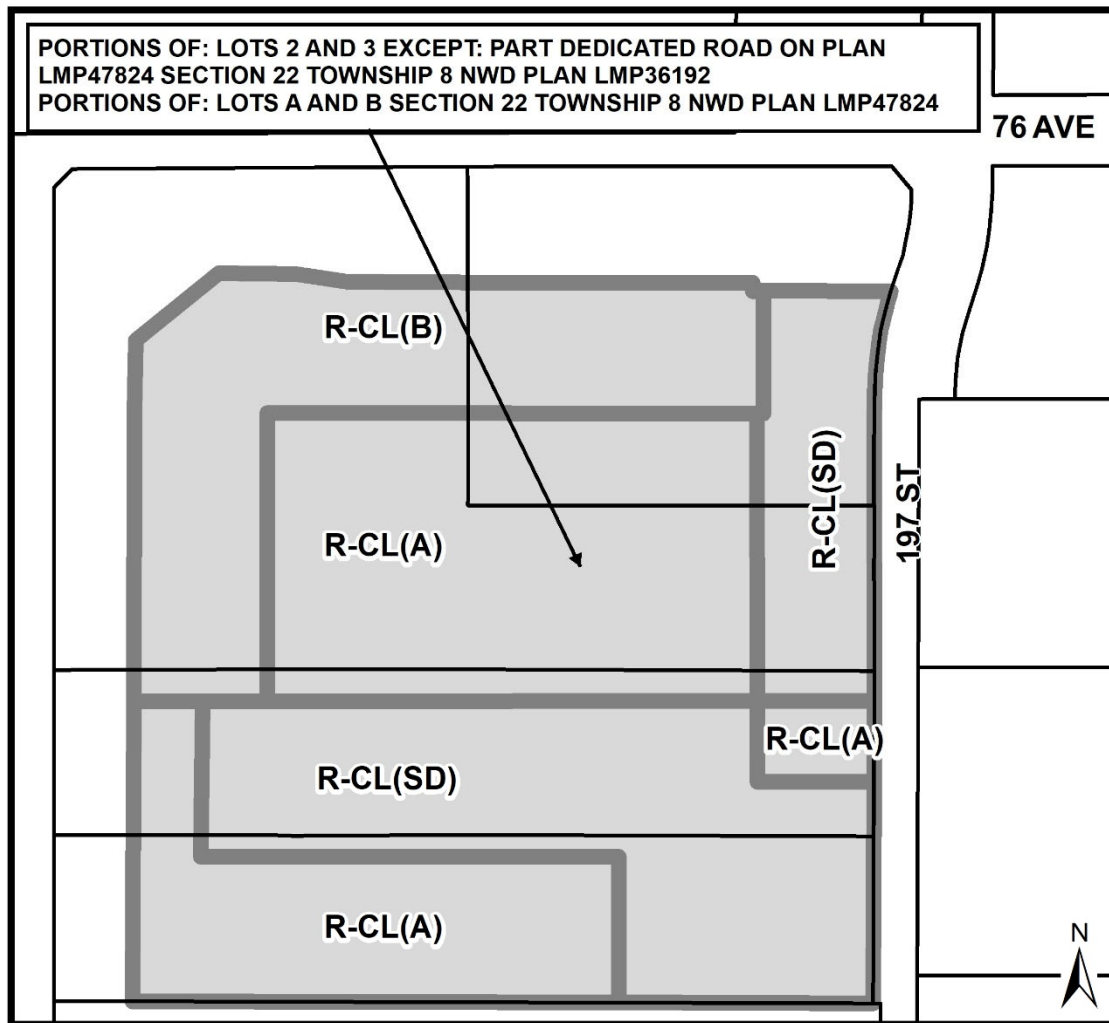 PORTIONS OF: LOTS 2 AND 3 EXCEPT: PART DEDICATED ROAD ON PLAN
LMP47824 SECTION 22 TOWNSHIP 8 NWD PLAN LMP36192
PORTIONS OF: LOTS A AND B SECTION 22 TOWNSHIP 8 NWD PLAN LMP47824
76 AVE
R-CL(B)
R-CL(SD)
197 ST
R-CL(A)
R-CL(A)
R-CL(SD)
R-CL(A)
N